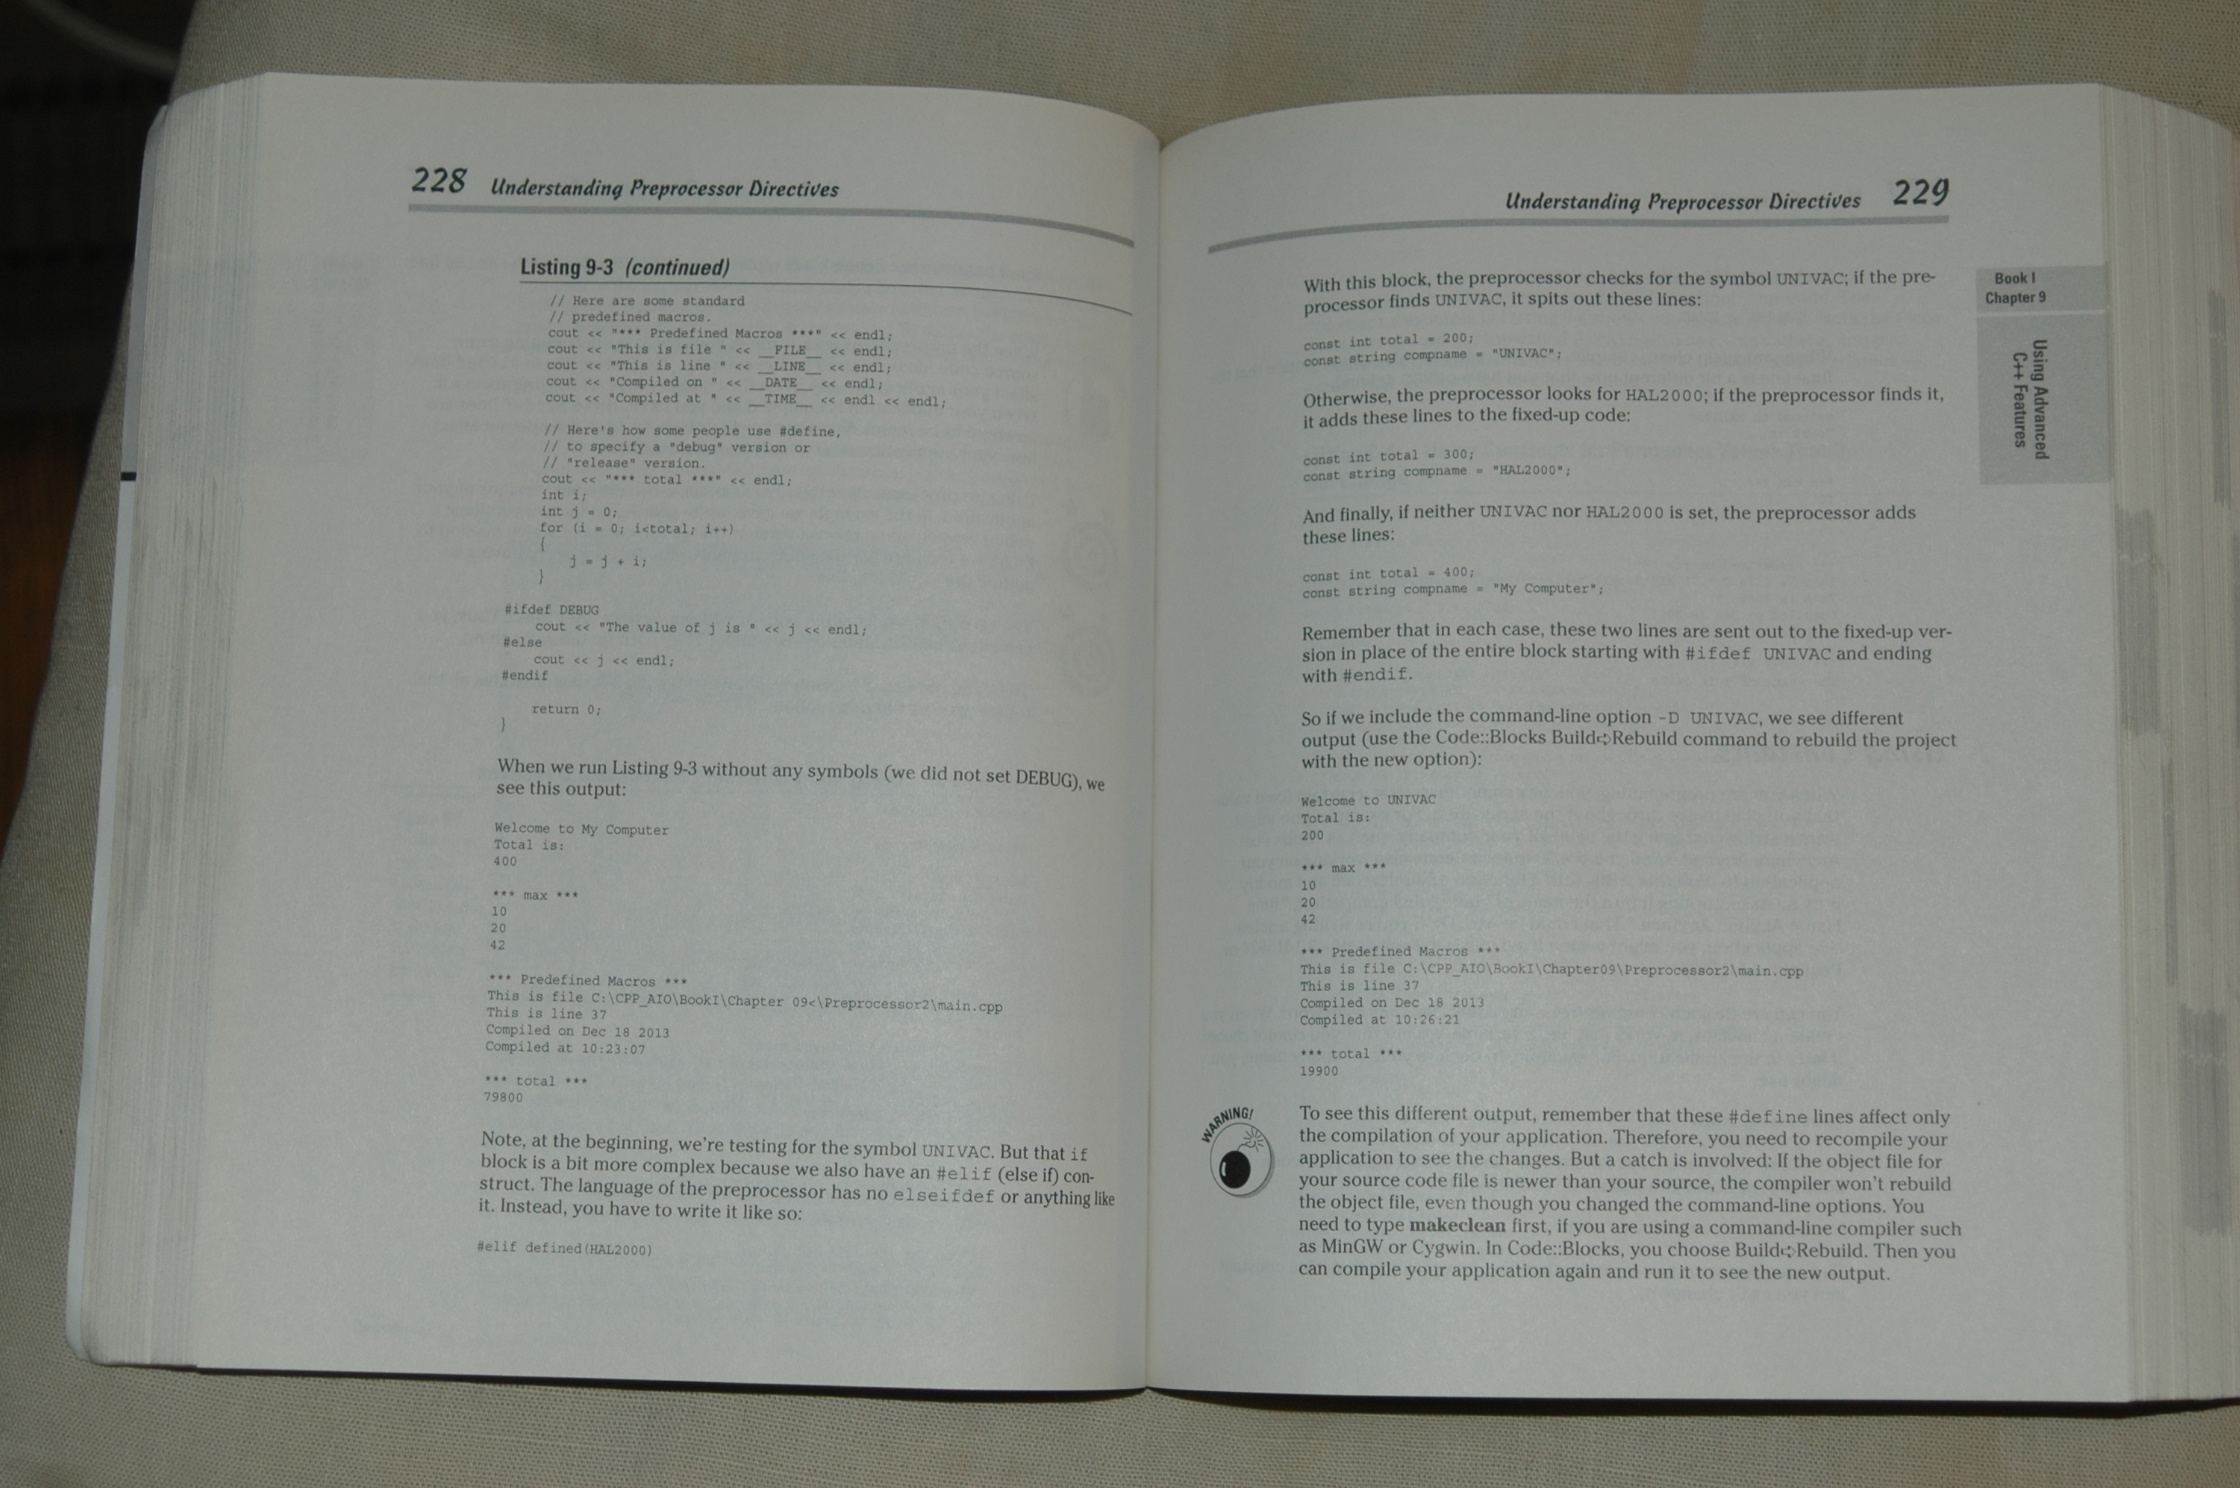 228 Understanding Preprocessor Directives
Listing 9-3 (continued)
// Here are some standard
// predefined macros.
cout << "*** Predefined Macros ***" << endl;
cout << "This is file " << __FILE__ << endl;
cout << "This is line " << __LINE__ << endl;
cout << "Compiled on " << __DATE__ << endl;
cout << "Compiled at " << __TIME__ << endl << endl;
// Here's how some people use #define,
// to specify a "debug" version or
// "release" version.
cout << "*** total ***" << endl;
int i;
int j = 0;
for (i = 0; i<total; i++)
{
j = j + i;
}
#ifdef DEBUG
cout << "The value of j is " << j << endl;
#else
cout << j << endl;
#endif
return 0;
}
When we run Listing 9-3 without any symbols (we did not set DEBUG), we
see this output:
Welcome to My Computer
Total is:
400
*** max ***
10
20
42
*** Predefined Macros ***
This is file C:\CPP_AIO\BookI\Chapter 09<\Preprocessor2\main.cpp
This is line 37
Compiled on Dec 18 2013
Compiled at 10:23:07
*** total ***
79800
Note, at the beginning, we're testing for the symbol UNIVAC. But that if
block is a bit more complex because we also have an #elif (else if) con-
struct. The language of the preprocessor has no elseifdef or anything like
it. Instead, you have to write it like so:
#elif defined(HAL2000)
Understanding Preprocessor Directives 229
Book I
Chapter 9
Using Advanced
C++ Features
With this block, the preprocessor checks for the symbol UNIVAC; if the pre-
processor finds UNIVAC, it spits out these lines:
const int total = 200;
const string compname = "UNIVAC";
Otherwise, the preprocessor looks for HAL2000; if the preprocessor finds it,
it adds these lines to the fixed-up code:
const int total = 300;
const string compname = "HAL2000";
And finally, if neither UNIVAC nor HAL2000 is set, the preprocessor adds
these lines:
const int total = 400;
const string compname = "My Computer";
Remember that in each case, these two lines are sent out to the fixed-up ver-
sion in place of the entire block starting with #ifdef UNIVAC and ending
with #endif.
So if we include the command-line option -D UNIVAC, we see different
output (use the Code::Blocks Build➪Rebuild command to rebuild the project
with the new option):
Welcome to UNIVAC
Total is:
200
*** max ***
10
20
42
*** Predefined Macros ***
This is file C:\CPP_AIO\BookI\Chapter09\Preprocessor2\main.cpp
This is line 37
Compiled on Dec 18 2013
Compiled at 10:26:21
*** total ***
19900
WARNING!
To see this different output, remember that these #define lines affect only
the compilation of your application. Therefore, you need to recompile your
application to see the changes. But a catch is involved: If the object file for
your source code file is newer than your source, the compiler won't rebuild
the object file, even though you changed the command-line options. You
need to type makeclean first, if you are using a command-line compiler such
as MinGW or Cygwin. In Code::Blocks, you choose Build➪Rebuild. Then you
can compile your application again and run it to see the new output.